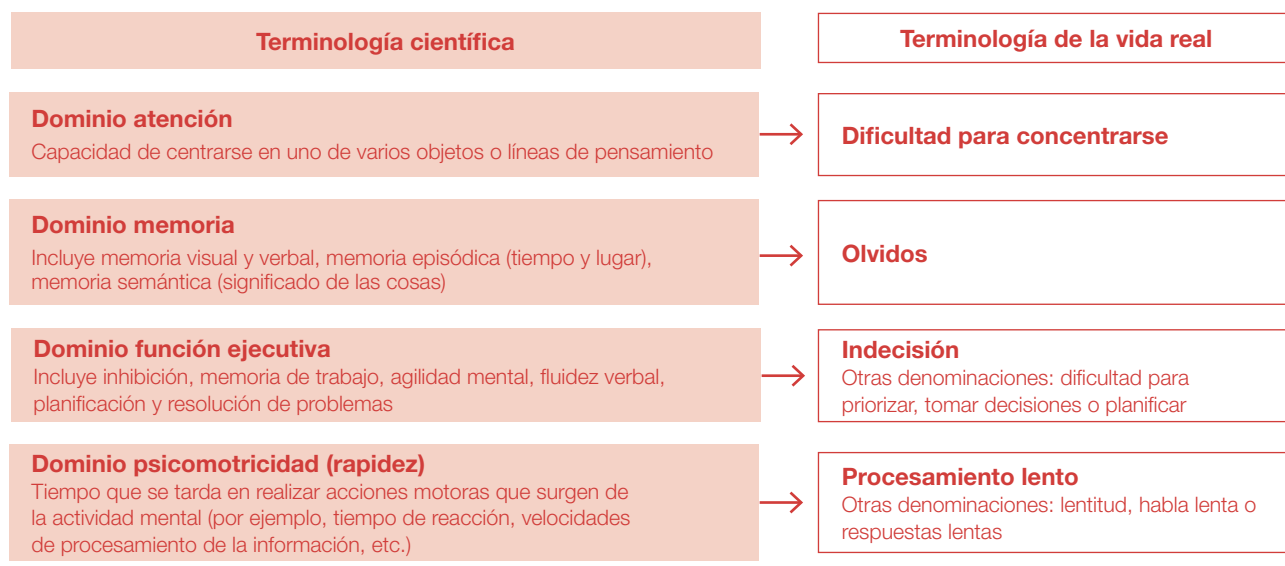 Terminología científica
Terminología de la vida real
Dominio atención
Capacidad de centrarse en uno de varios objetos o líneas de pensamiento
Dificultad para concentrarse
Dominio memoria
Incluye memoria visual y verbal, memoria episódica (tiempo y lugar),
memoria semántica (significado de las cosas)
Olvidos
Dominio función ejecutiva
Incluye inhibición, memoria de trabajo, agilidad mental, fluidez verbal,
planificación y resolución de problemas
Indecisión
Otras denominaciones: dificultad para
priorizar, tomar decisiones o planificar
Dominio psicomotricidad (rapidez)
Tiempo que se tarda en realizar acciones motoras que surgen de
la actividad mental (por ejemplo, tiempo de reacción, velocidades
de procesamiento de la información, etc.)
Procesamiento lento
Otras denominaciones: lentitud, habla lenta o
respuestas lentas